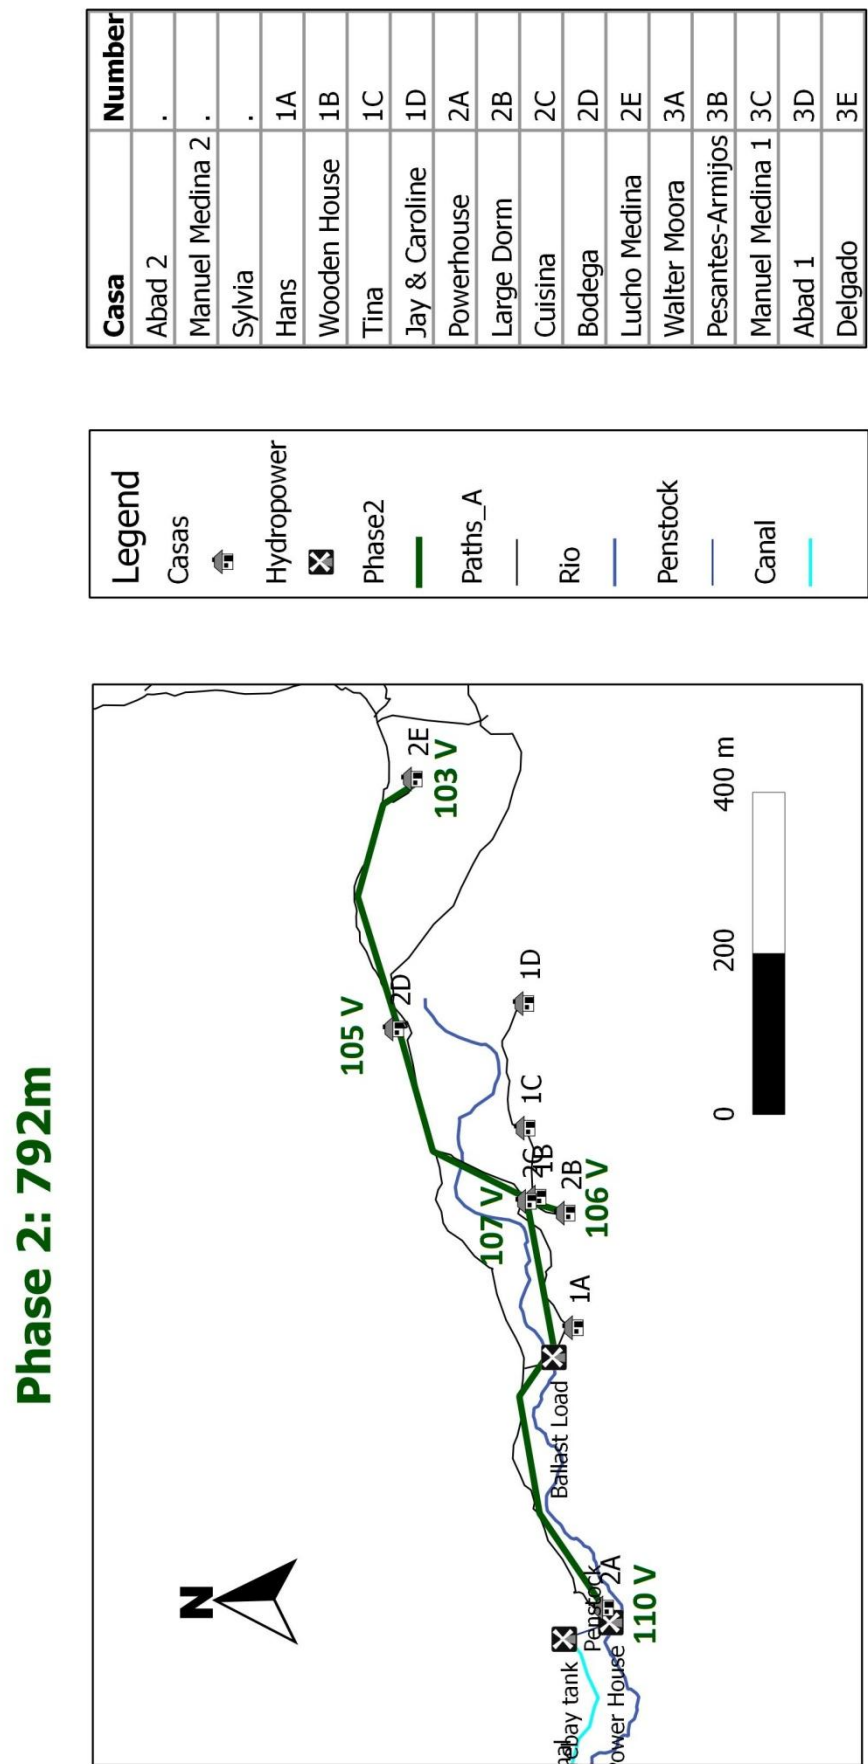 Phase 2: 792m
N
Penstock
2A
110 V
Ballast Load
1A
107 V
2C
1B
2B
106 V
1C
1D
105 V
2D
2E
103 V
0 200 400 m
Legend
Casas
Hydropower
Phase2
Paths_A
Rio
Penstock
Canal
Casa Number
Abad 2 .
Manuel Medina 2 .
Sylvia .
Hans 1A
Wooden House 1B
Tina 1C
Jay & Caroline 1D
Powerhouse 2A
Large Dorm 2B
Cuisina 2C
Bodega 2D
Lucho Medina 2E
Walter Moora 3A
Pesantes-Armijos 3B
Manuel Medina 1 3C
Abad 1 3D
Delgado 3E